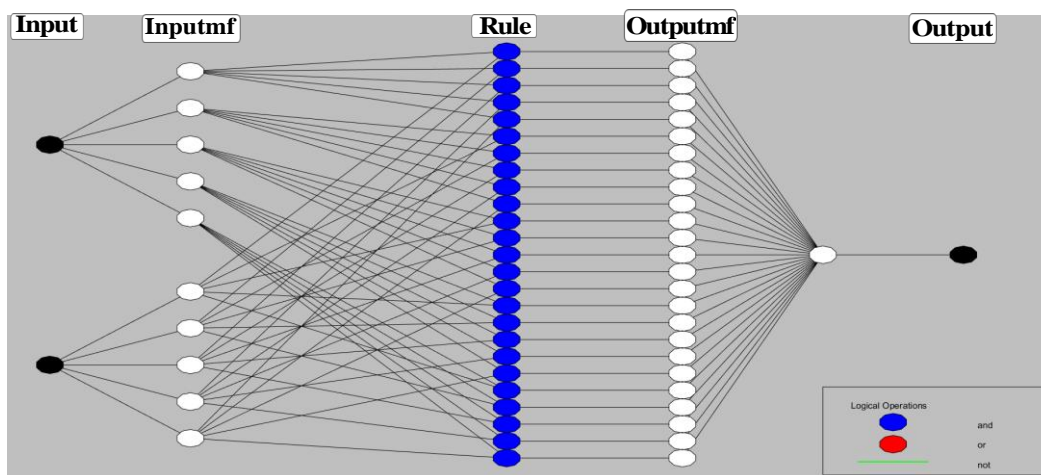 Input
Inputmf
Rule
Outputmf
Output
Logical Operations
and
or
not